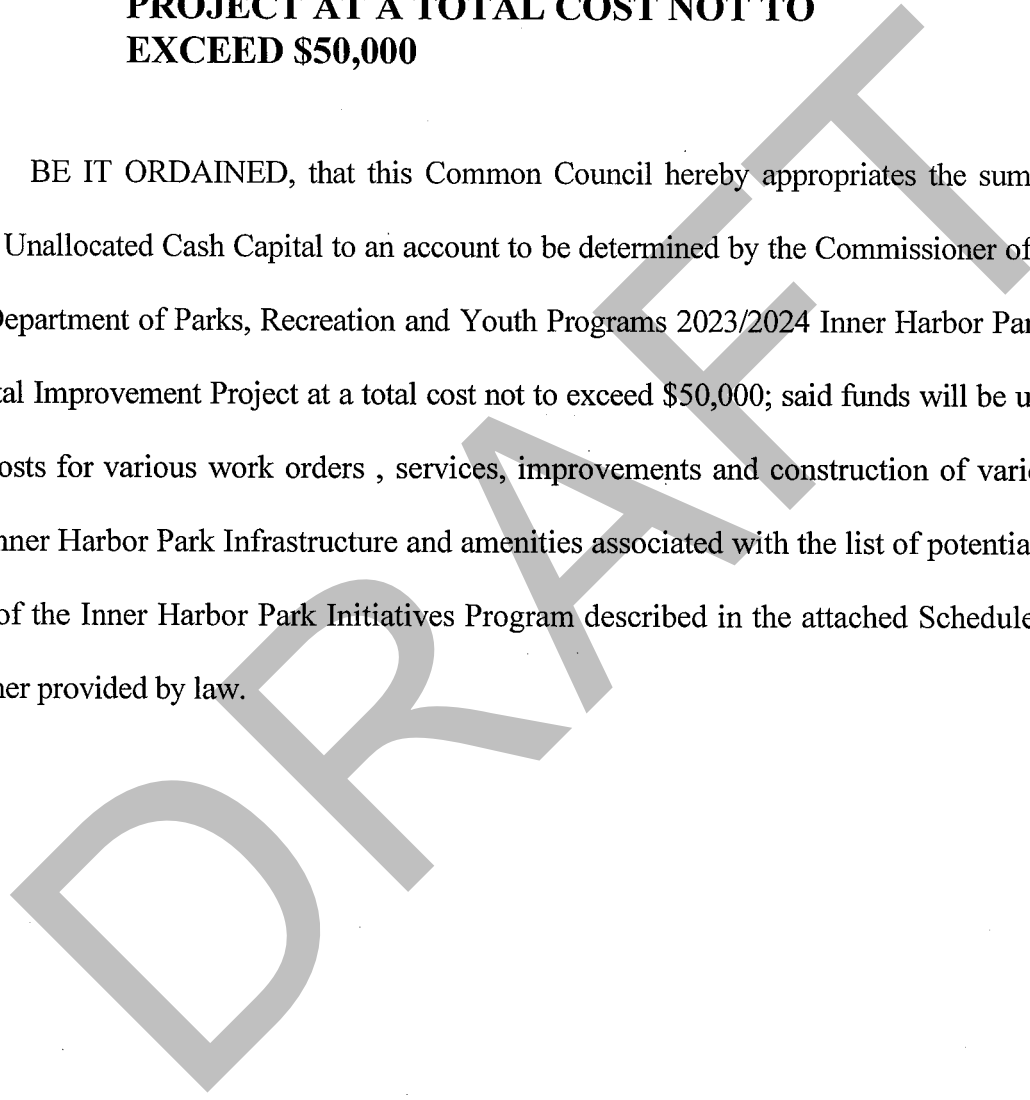 PROJECT AT A TOTAL COST NOT TO
EXCEED $50,000
BE IT ORDAINED, that this Common Council hereby appropriates the sum
Unallocated Cash Capital to an account to be determined by the Commissioner of
Department of Parks, Recreation and Youth Programs 2023/2024 Inner Harbor Par
tal Improvement Project at a total cost not to exceed $50,000; said funds will be u
osts for various work orders , services, improvements and construction of vari
nner Harbor Park Infrastructure and amenities associated with the list of potentia
of the Inner Harbor Park Initiatives Program described in the attached Schedule
ner provided by law.
DRAFT